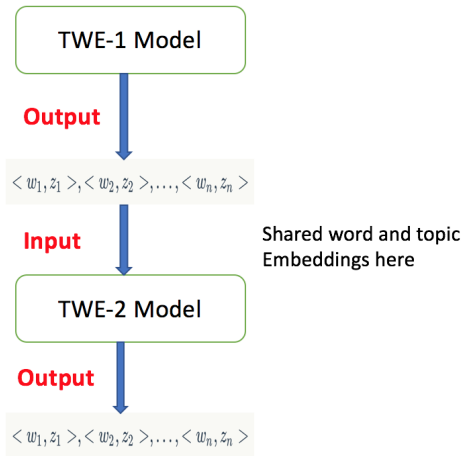 TWE-1 Model
Output
< w₁, z₁ >, < w₂, z₂ >, ..., < wₙ, zₙ >
Input
Shared word and topic
Embeddings here
TWE-2 Model
Output
< w₁, z₁ >, < w₂, z₂ >, ..., < wₙ, zₙ >